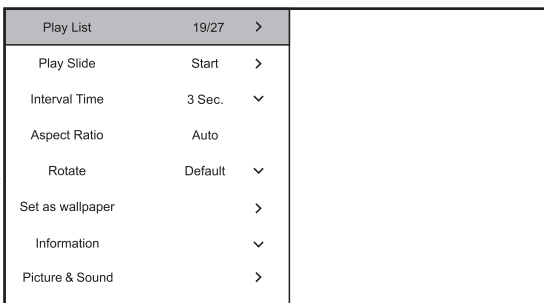 Play List 19/27 >
Play Slide Start >
Interval Time 3 Sec.
Aspect Ratio Auto
Rotate Default
Set as wallpaper >
Information
Picture & Sound >